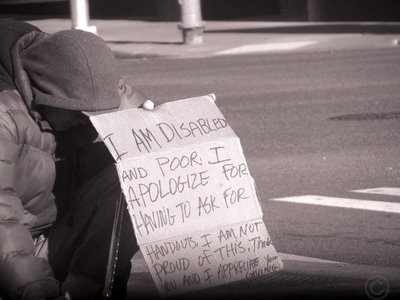 I AM DISABLED
AND POOR. I
APOLOGIZE FOR
HAVING TO ASK FOR
HANDOUTS. I AM NOT
PROUD OF THIS. Thank
YOU AND I APPRECIATE YOUR
©